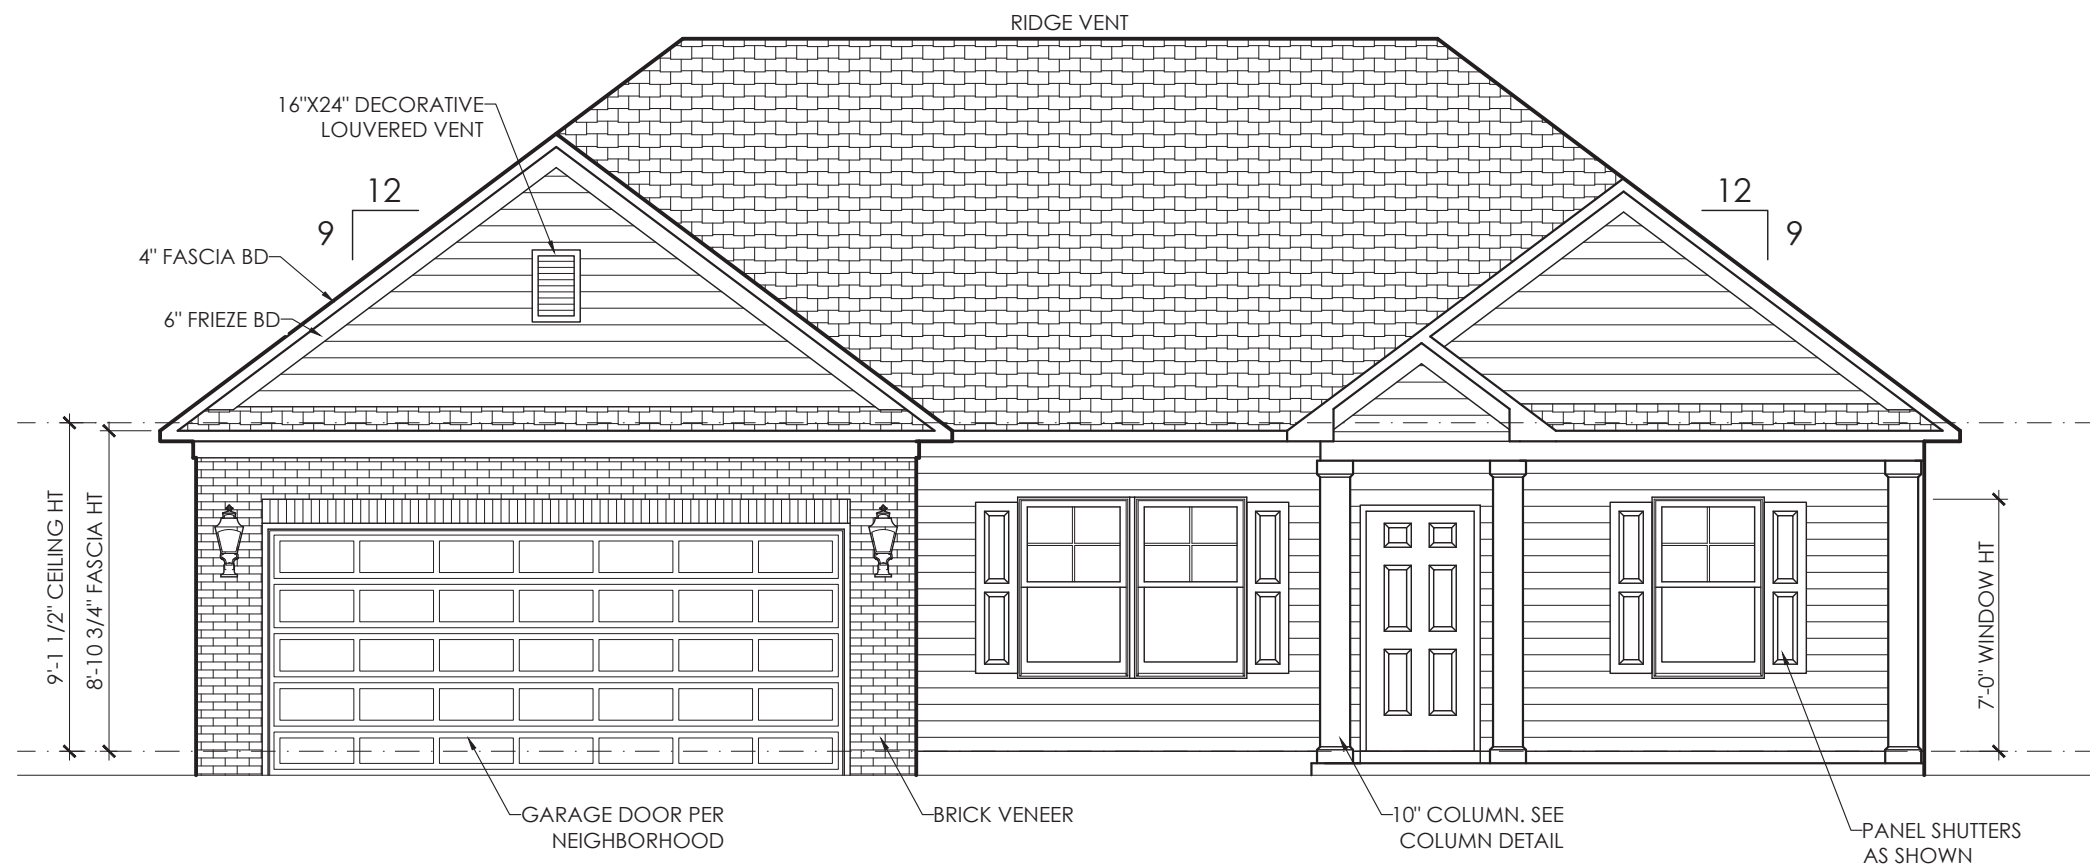 RIDGE VENT
16"X24" DECORATIVE
LOUVERED VENT
12
9
12
9
4" FASCIA BD
6" FRIEZE BD
9'-1 1/2" CEILING HT
8'-10 3/4" FASCIA HT
7'-0" WINDOW HT
GARAGE DOOR PER
NEIGHBORHOOD
BRICK VENEER
10" COLUMN. SEE
COLUMN DETAIL
PANEL SHUTTERS
AS SHOWN